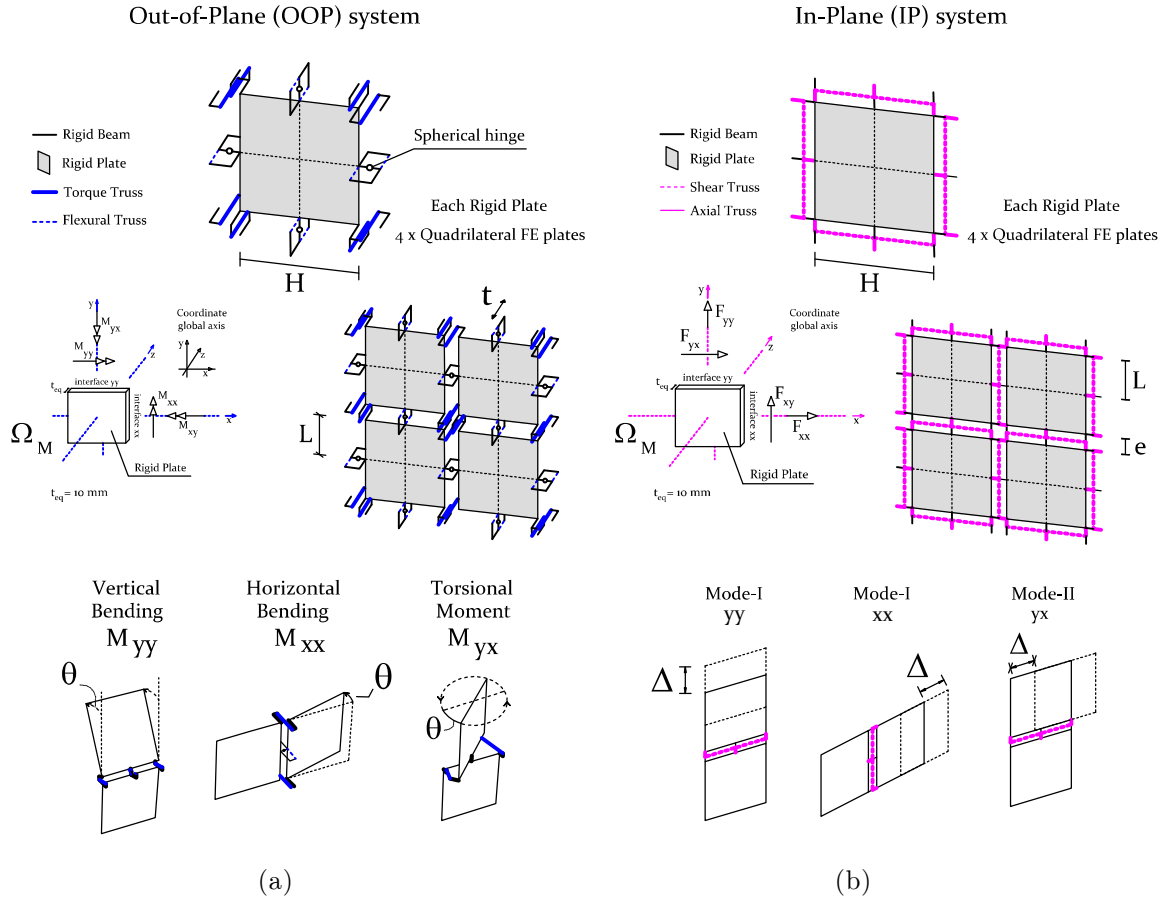 Out-of-Plane (OOP) system
Rigid Beam
Rigid Plate
Torque Truss
Flexural Truss
Spherical hinge
Each Rigid Plate
4 x Quadrilateral FE plates
H
y
M yx
M yy
z
Coordinate
global axis
y
z
x
t eq
interface yy
interface xx
M xx
M xy
x
Ω M
Rigid Plate
t eq = 10 mm
t
L
Vertical
Bending
M yy
θ
Horizontal
Bending
M xx
θ
Torsional
Moment
M yx
θ
(a)
In-Plane (IP) system
Rigid Beam
Rigid Plate
Shear Truss
Axial Truss
Each Rigid Plate
4 x Quadrilateral FE plates
H
y
F yy
F yx
z
Coordinate
global axis
t eq
interface yy
interface xx
F xy
F xx
x
Ω M
Rigid Plate
t eq = 10 mm
L
e
Mode-I
yy
Δ
Mode-I
xx
Δ
Mode-II
yx
Δ
(b)